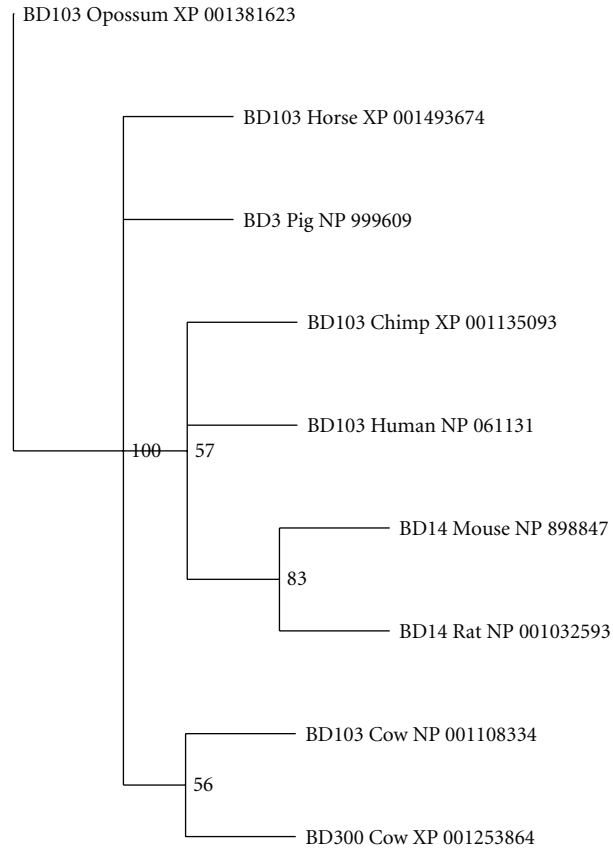 BD103 Opossum XP 001381623
BD103 Horse XP 001493674
BD3 Pig NP 999609
BD103 Chimp XP 001135093
BD103 Human NP 061131
100
57
BD14 Mouse NP 898847
83
BD14 Rat NP 001032593
BD103 Cow NP 001108334
56
BD300 Cow XP 001253864